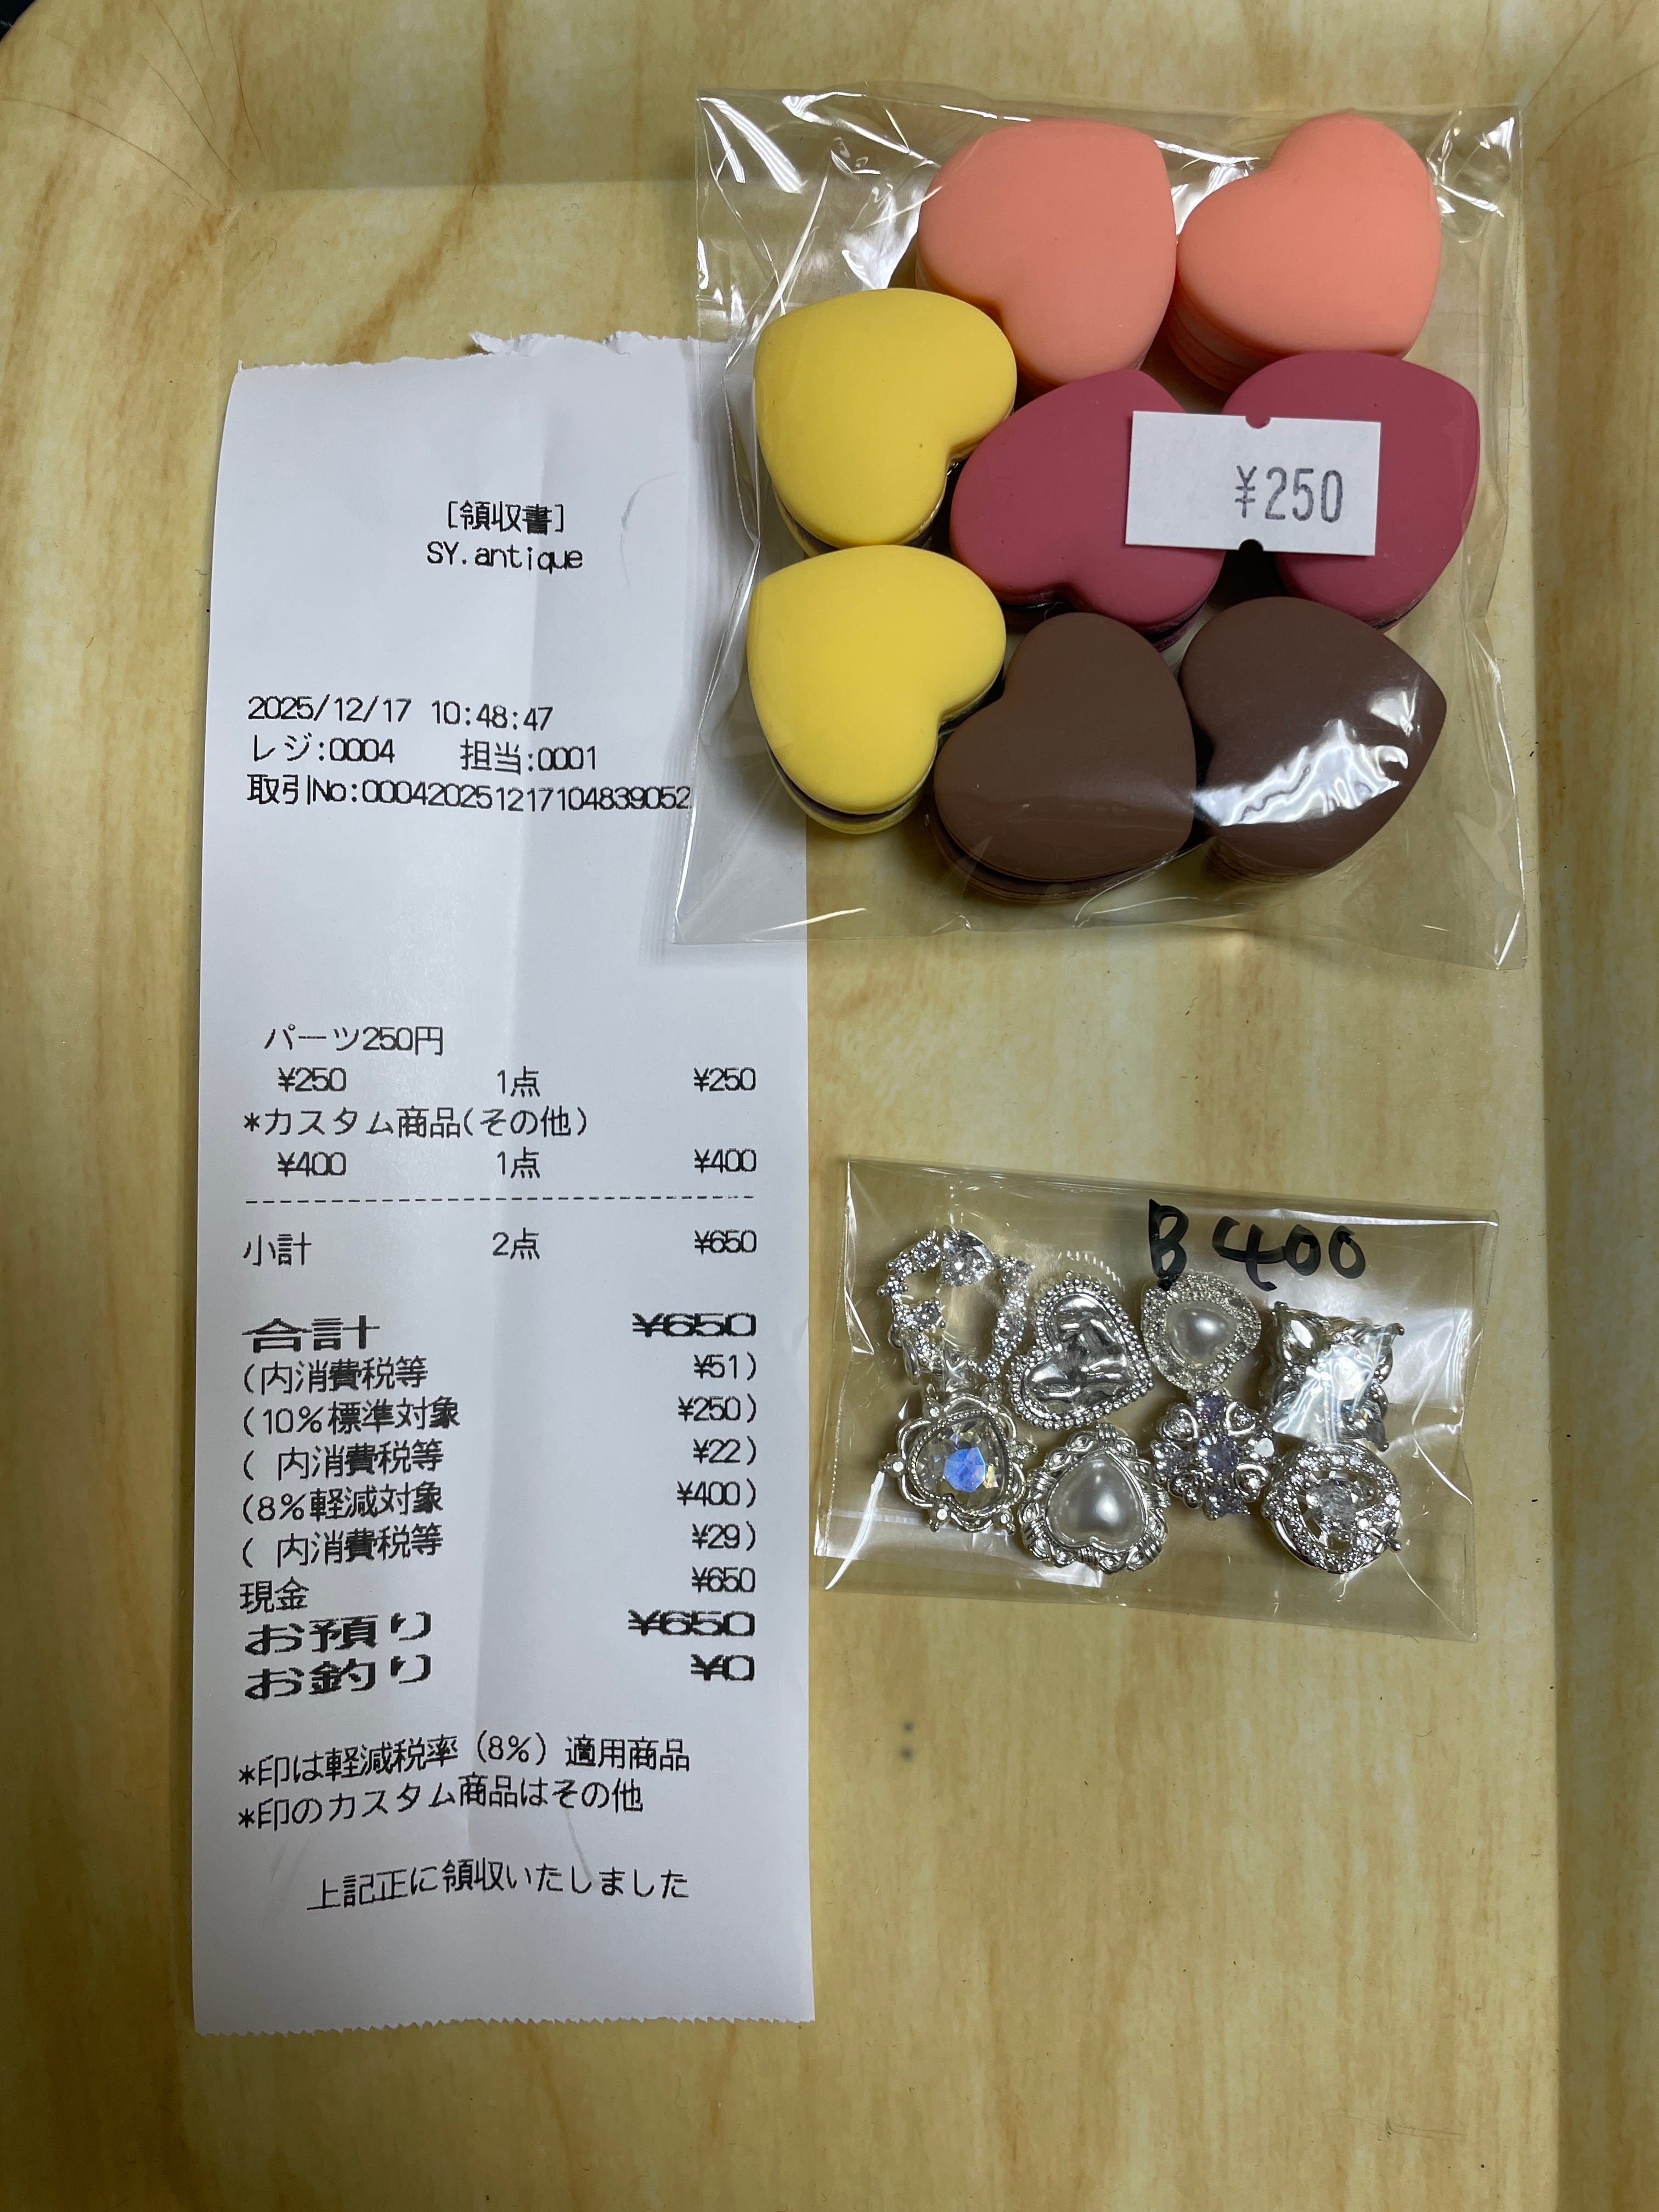 [領収書]
SY.antique
2025/12/17 10:48:47
レジ:0004 担当:0001
取引No:000420251217104839052
パーツ250円
¥250 1点 ¥250
*カスタム商品(その他)
¥400 1点 ¥400
小計 2点 ¥650
合計 ¥650
(内消費税等 ¥51)
(10%標準対象 ¥250)
( 内消費税等 ¥22)
(8%軽減対象 ¥400)
( 内消費税等 ¥29)
現金 ¥650
お預り ¥650
お釣り ¥0
*印は軽減税率(8%)適用商品
*印のカスタム商品はその他
上記正に領収いたしました
¥250
B 400